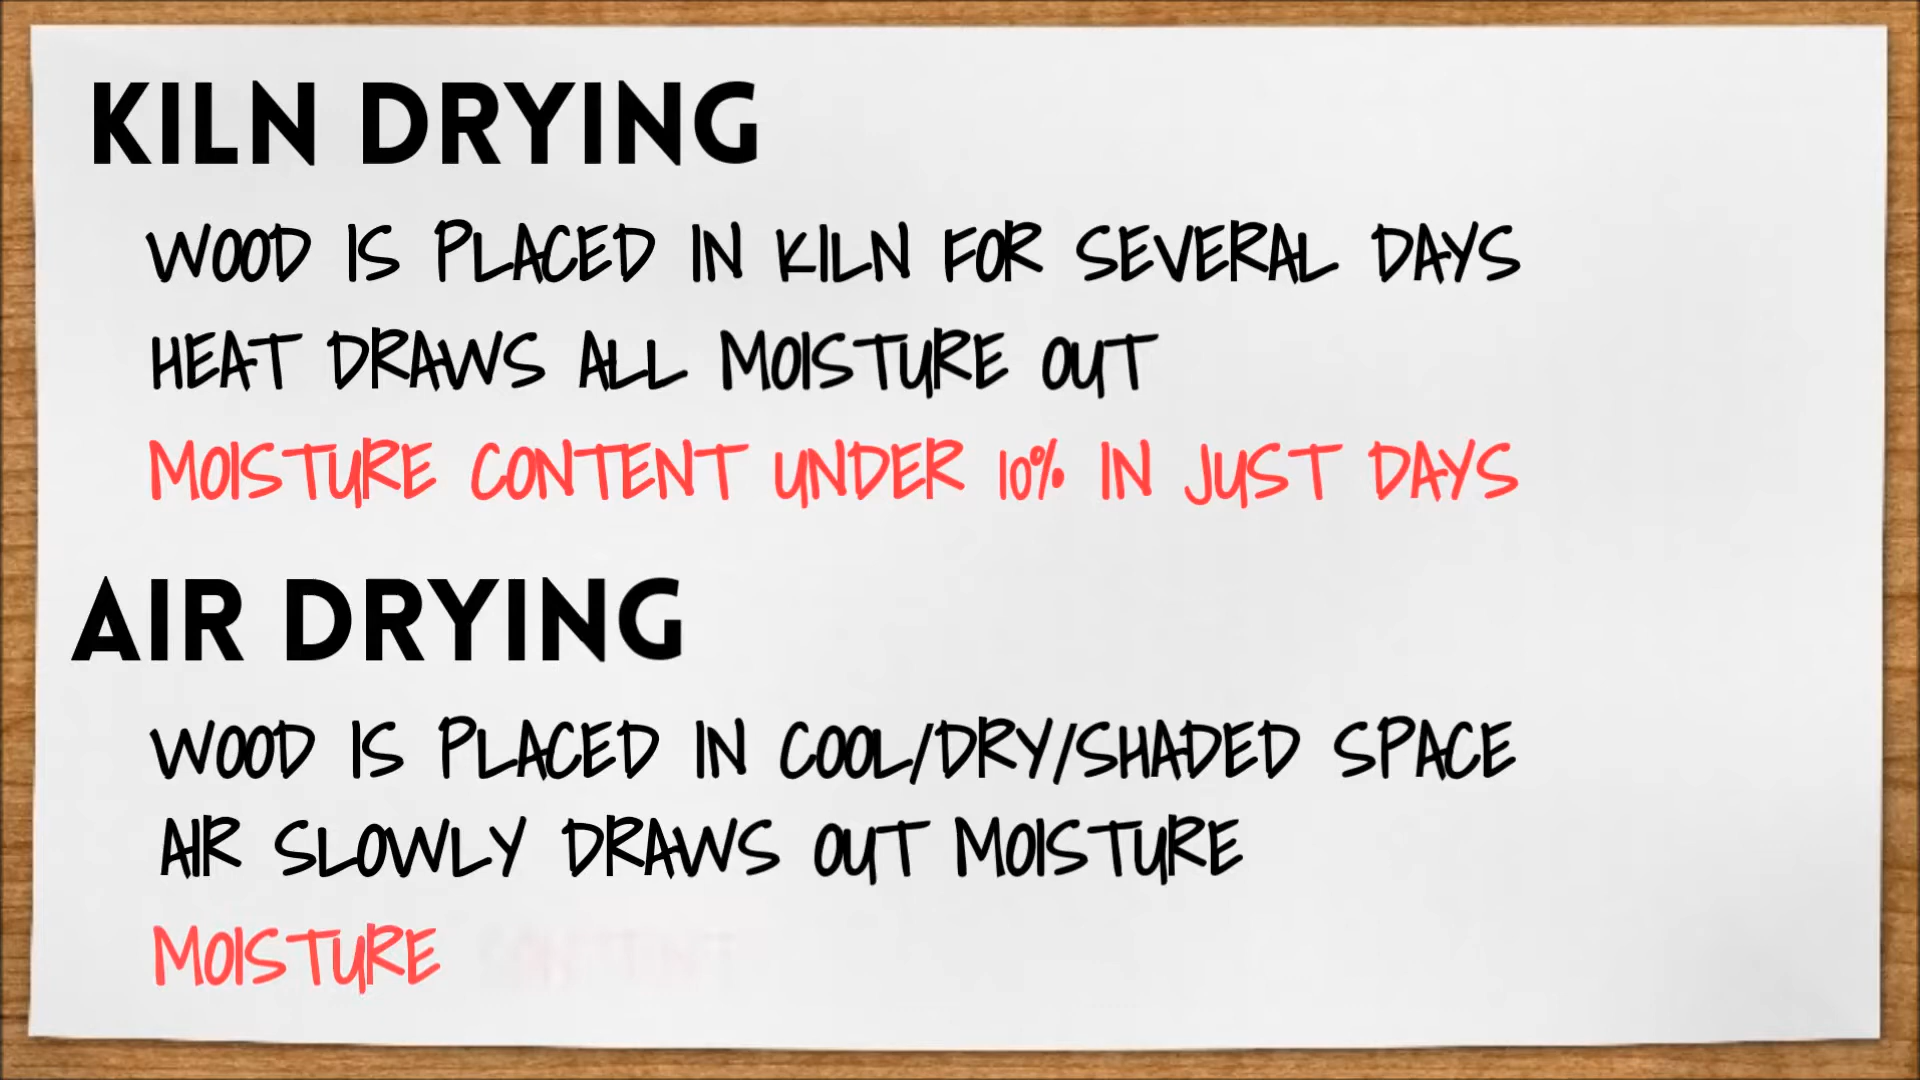 KILN DRYING
WOOD IS PLACED IN KILN FOR SEVERAL DAYS
HEAT DRAWS ALL MOISTURE OUT
MOISTURE CONTENT UNDER 10% IN JUST DAYS
AIR DRYING
WOOD IS PLACED IN COOL/DRY/SHADED SPACE
AIR SLOWLY DRAWS OUT MOISTURE
MOISTURE